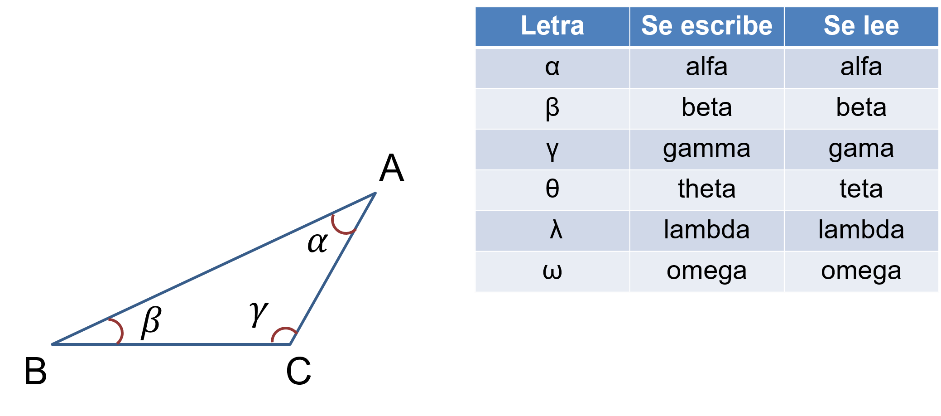 Letra Se escribe Se lee
α alfa alfa
β beta beta
γ gamma gama
θ theta teta
λ lambda lambda
ω omega omega
A
α
β γ
B C